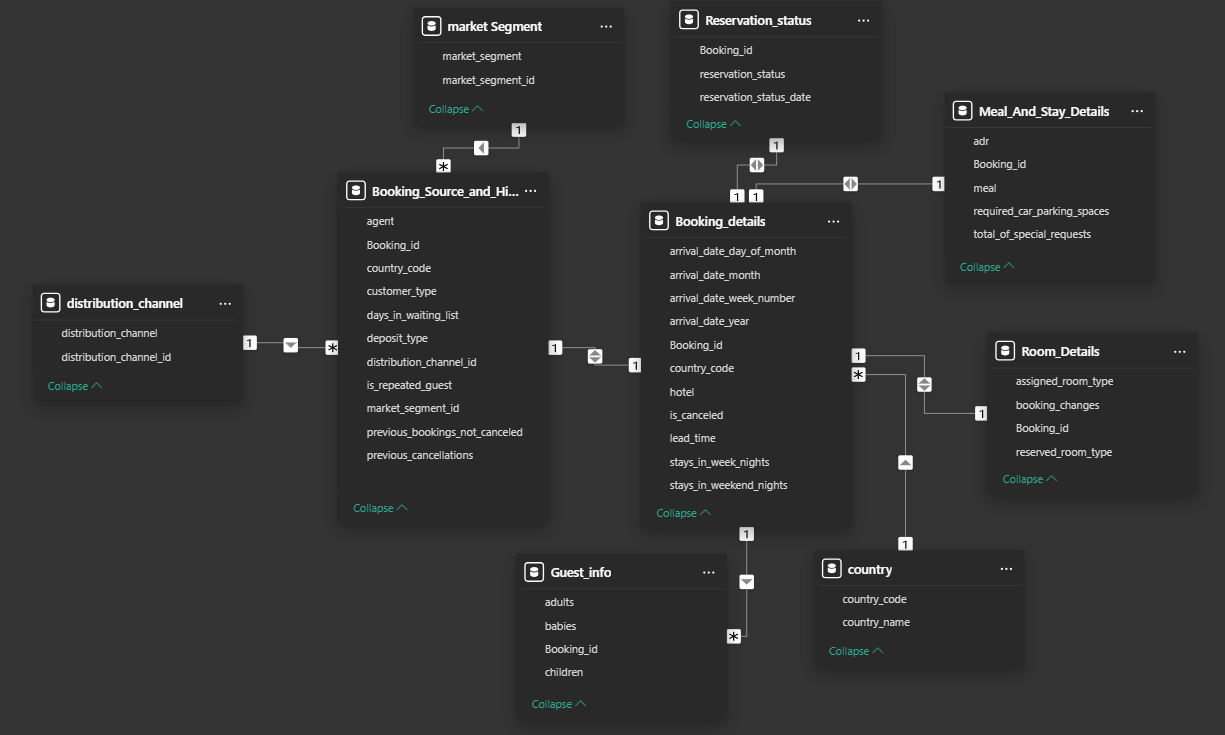 market Segment
market_segment
market_segment_id
Collapse
1
*
Reservation_status
Booking_id
reservation_status
reservation_status_date
Collapse
1
1
1
1
Meal_And_Stay_Details
adr
Booking_id
meal
required_car_parking_spaces
total_of_special_requests
Collapse
Booking_Source_and_Hi...
agent
Booking_id
country_code
customer_type
days_in_waiting_list
deposit_type
distribution_channel_id
is_repeated_guest
market_segment_id
previous_bookings_not_canceled
previous_cancellations
Collapse
distribution_channel
distribution_channel
distribution_channel_id
Collapse
1
*
1
1
Booking_details
arrival_date_day_of_month
arrival_date_month
arrival_date_week_number
arrival_date_year
Booking_id
country_code
hotel
is_canceled
lead_time
stays_in_week_nights
stays_in_weekend_nights
Collapse
1
*
1
Room_Details
assigned_room_type
booking_changes
Booking_id
reserved_room_type
Collapse
1
*
1
Guest_info
adults
babies
Booking_id
children
Collapse
country
country_code
country_name
Collapse